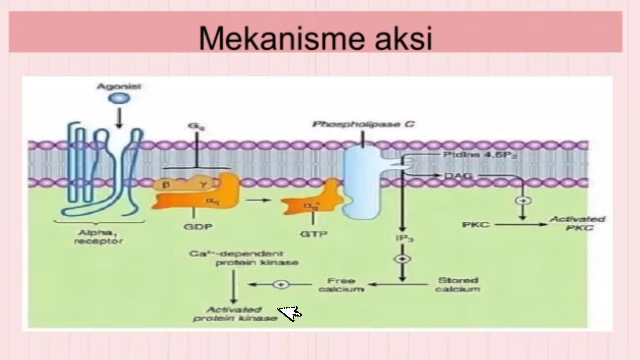 Mekanisme aksi
Agonist
Gq
Phospholipase C
PtdIns 4,5P₂
DAG
β
γ
αq
αq*
GDP
GTP
Alpha₁
receptor
IP₃
PKC
Activated
PKC
+
+
+
Ca²⁺-dependent
protein kinase
Free
calcium
Stored
calcium
Activated
protein kinase